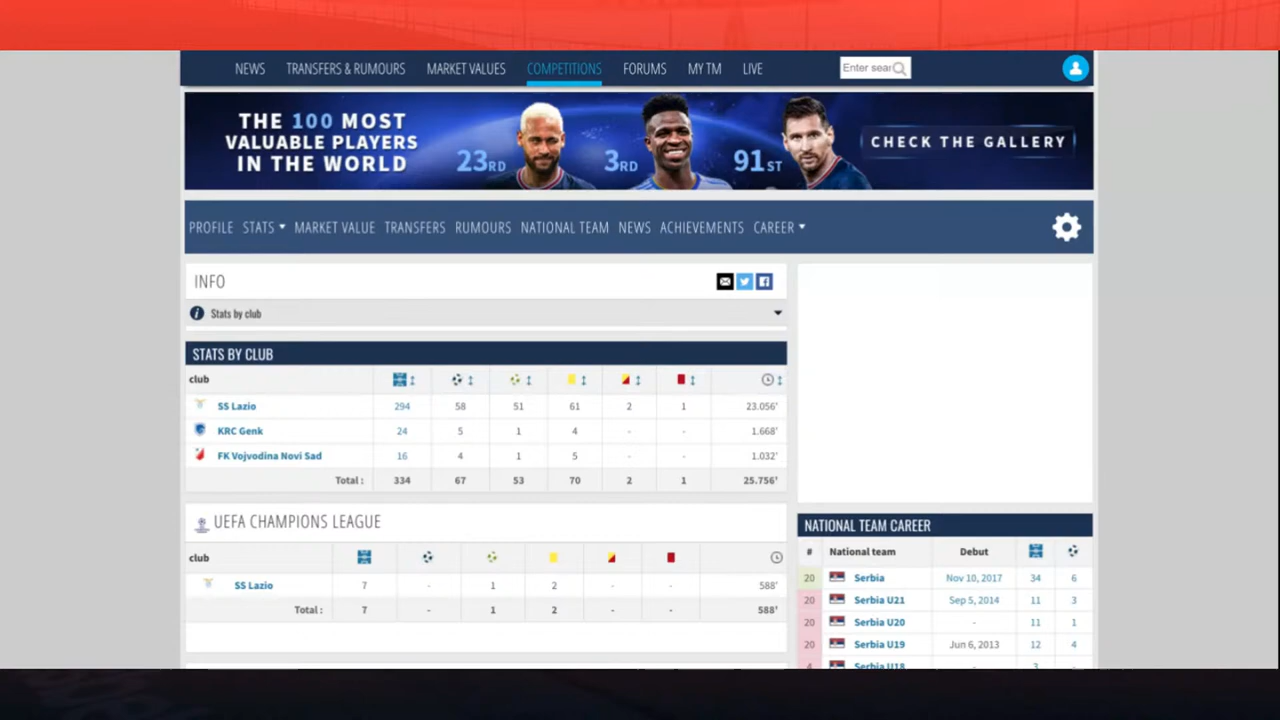 NEWS TRANSFERS & RUMOURS MARKET VALUES COMPETITIONS FORUMS MY TM LIVE Enter sear
THE 100 MOST
VALUABLE PLAYERS
IN THE WORLD
23RD 3RD 91ST
CHECK THE GALLERY
PROFILE STATS MARKET VALUE TRANSFERS RUMOURS NATIONAL TEAM NEWS ACHIEVEMENTS CAREER
INFO
Stats by club
STATS BY CLUB
club
SS Lazio 294 58 51 61 2 1 23.056'
KRC Genk 24 5 1 4 - - 1.668'
FK Vojvodina Novi Sad 16 4 1 5 - - 1.032'
Total : 334 67 53 70 2 1 25.756'
UEFA CHAMPIONS LEAGUE
club
SS Lazio 7 - 1 2 - - 588'
Total : 7 - 1 2 - - 588'
NATIONAL TEAM CAREER
# National team Debut
20 Serbia Nov 10, 2017 34 6
20 Serbia U21 Sep 5, 2014 11 3
20 Serbia U20 - 11 1
20 Serbia U19 Jun 6, 2013 12 4
4 Serbia U18 - 3 -